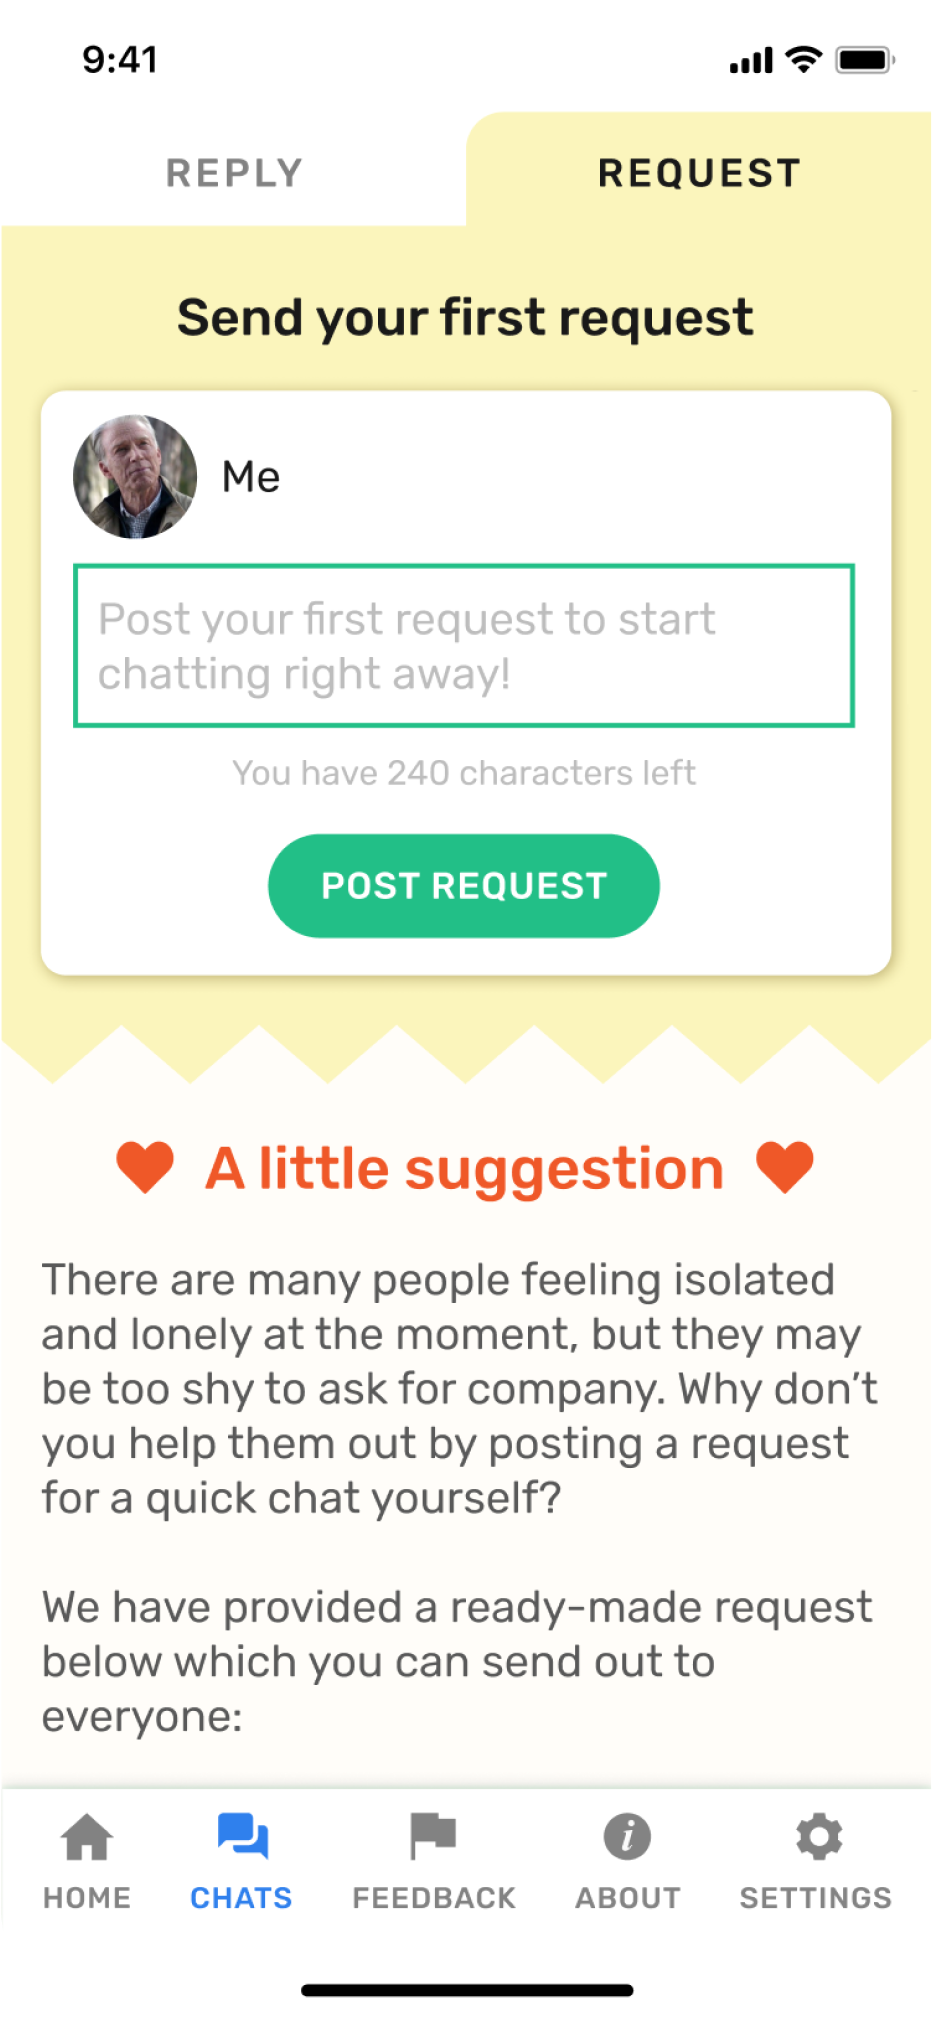 9:41
REPLY
REQUEST
Send your first request
Me
Post your first request to start
chatting right away!
You have 240 characters left
POST REQUEST
A little suggestion
There are many people feeling isolated
and lonely at the moment, but they may
be too shy to ask for company. Why don’t
you help them out by posting a request
for a quick chat yourself?
We have provided a ready-made request
below which you can send out to
everyone:
HOME
CHATS
FEEDBACK
ABOUT
SETTINGS